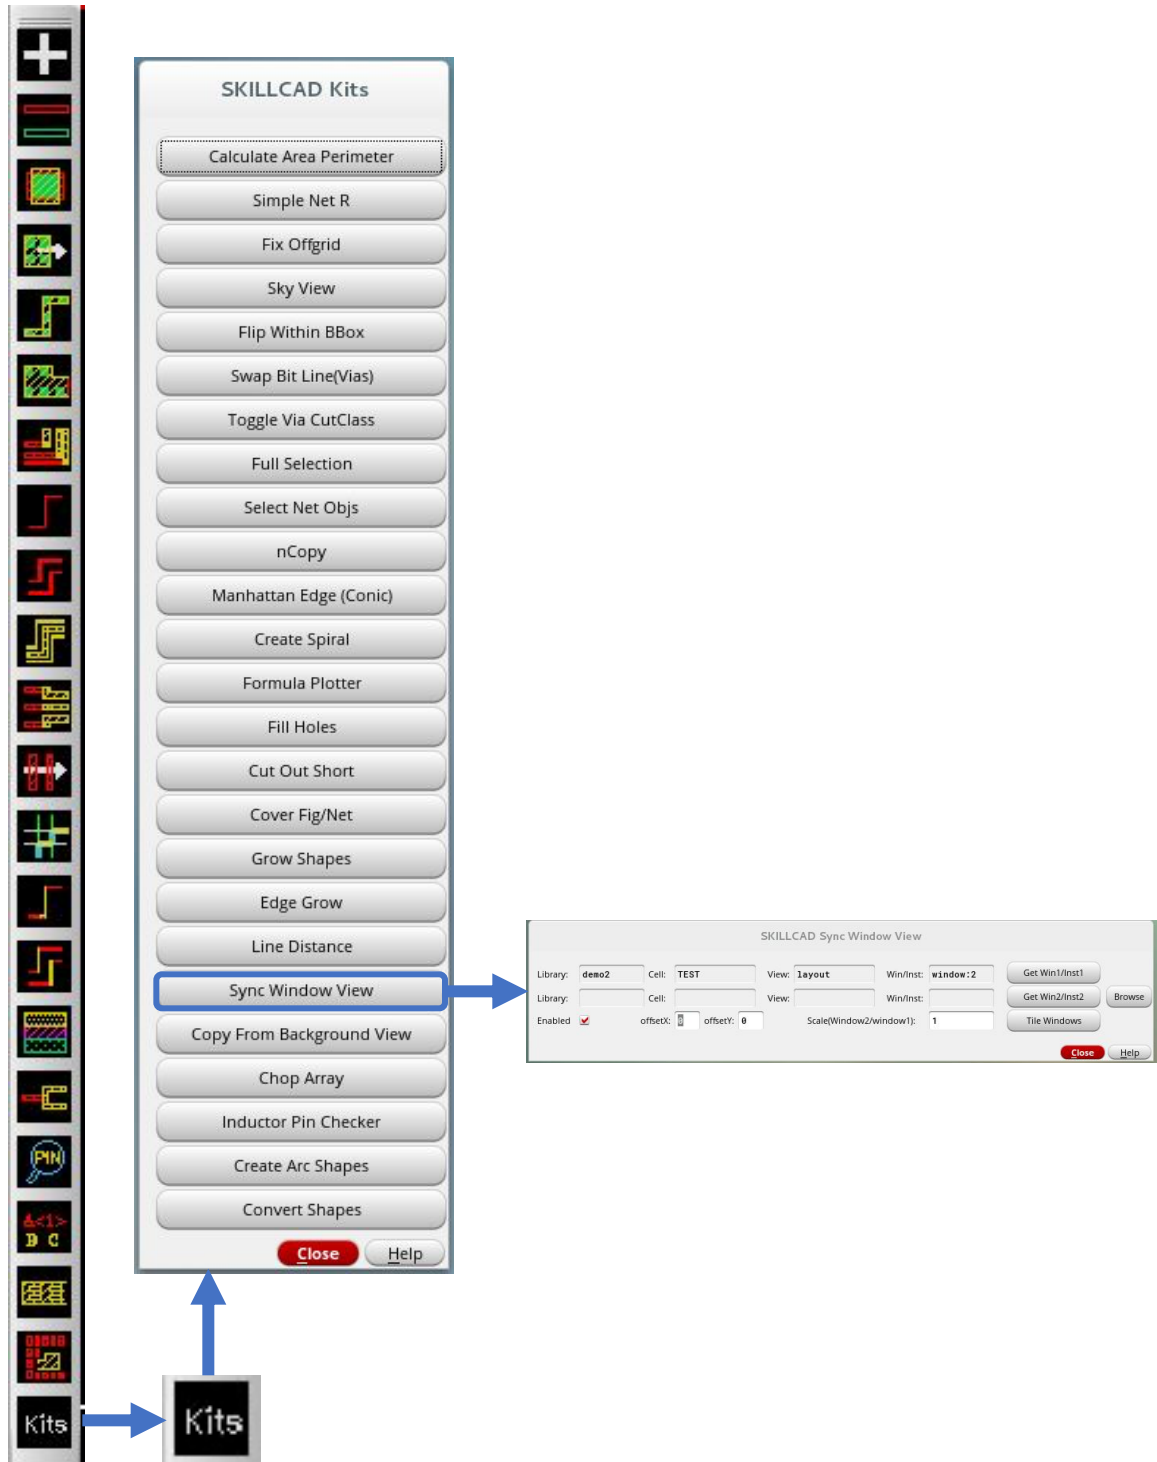 SKILLCAD Kits
Calculate Area Perimeter
Simple Net R
Fix Offgrid
Sky View
Flip Within BBox
Swap Bit Line(Vias)
Toggle Via CutClass
Full Selection
Select Net Objs
nCopy
Manhattan Edge (Conic)
Create Spiral
Formula Plotter
Fill Holes
Cut Out Short
Cover Fig/Net
Grow Shapes
Edge Grow
Line Distance
Sync Window View
Copy From Background View
Chop Array
Inductor Pin Checker
Create Arc Shapes
Convert Shapes
Close Help
SKILLCAD Sync Window View
Library: demo2 Cell: TEST View: layout Win/Inst: window:2 Get Win1/Inst1
Library: Cell: View: Win/Inst: Get Win2/Inst2 Browse
Enabled offsetX: 0 offsetY: 0 Scale(Window2/window1): 1 Tile Windows
Close Help
PIN
A<1>
B C
Kits
Kits